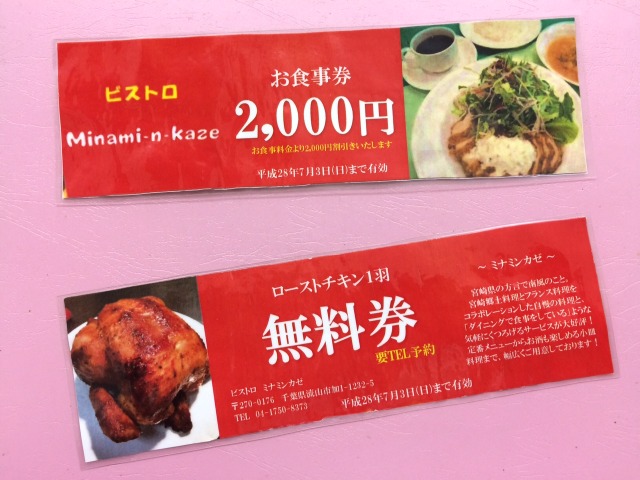 ビストロ
Minami-n-kaze
お食事券
2,000円
お食事料金より2,000円割引きいたします
平成28年7月3日(日)まで有効
ローストチキン1羽
無料券
要TEL予約
ビストロ ミナミンカゼ
〒270-0176 千葉県流山市加1-1232-5
TEL 04-1750-8373
平成28年7月3日(日)まで有効
～ミナミンカゼ～
宮崎県の方言で南風のこと。
宮崎郷土料理とフランス料理を
コラボレーションした自慢の料理と、
「ダイニングで食事をしている」ような
気軽にくつろげるサービスが大好評!
定番メニューからお酒も楽しめる小皿
料理まで、幅広くご用意しております!